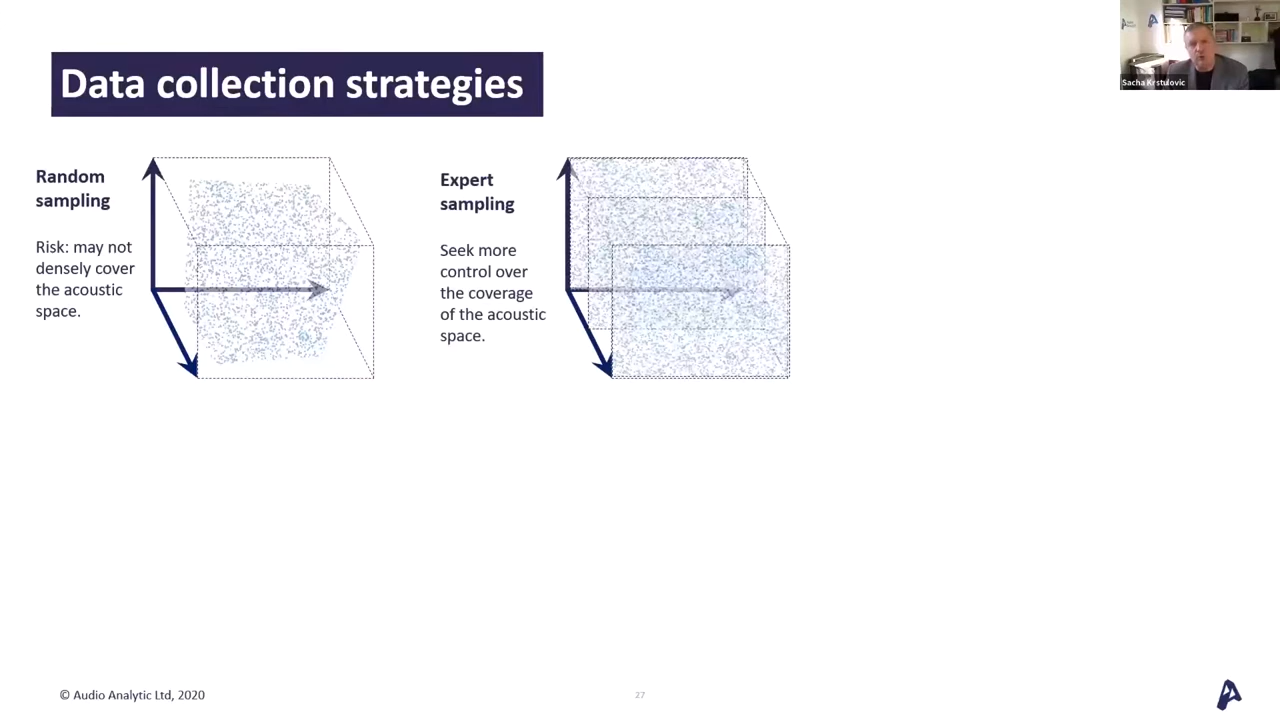 Data collection strategies
Sacha Krstulovic
Random
sampling
Risk: may not
densely cover
the acoustic
space.
Expert
sampling
Seek more
control over
the coverage
of the acoustic
space.
© Audio Analytic Ltd, 2020
27